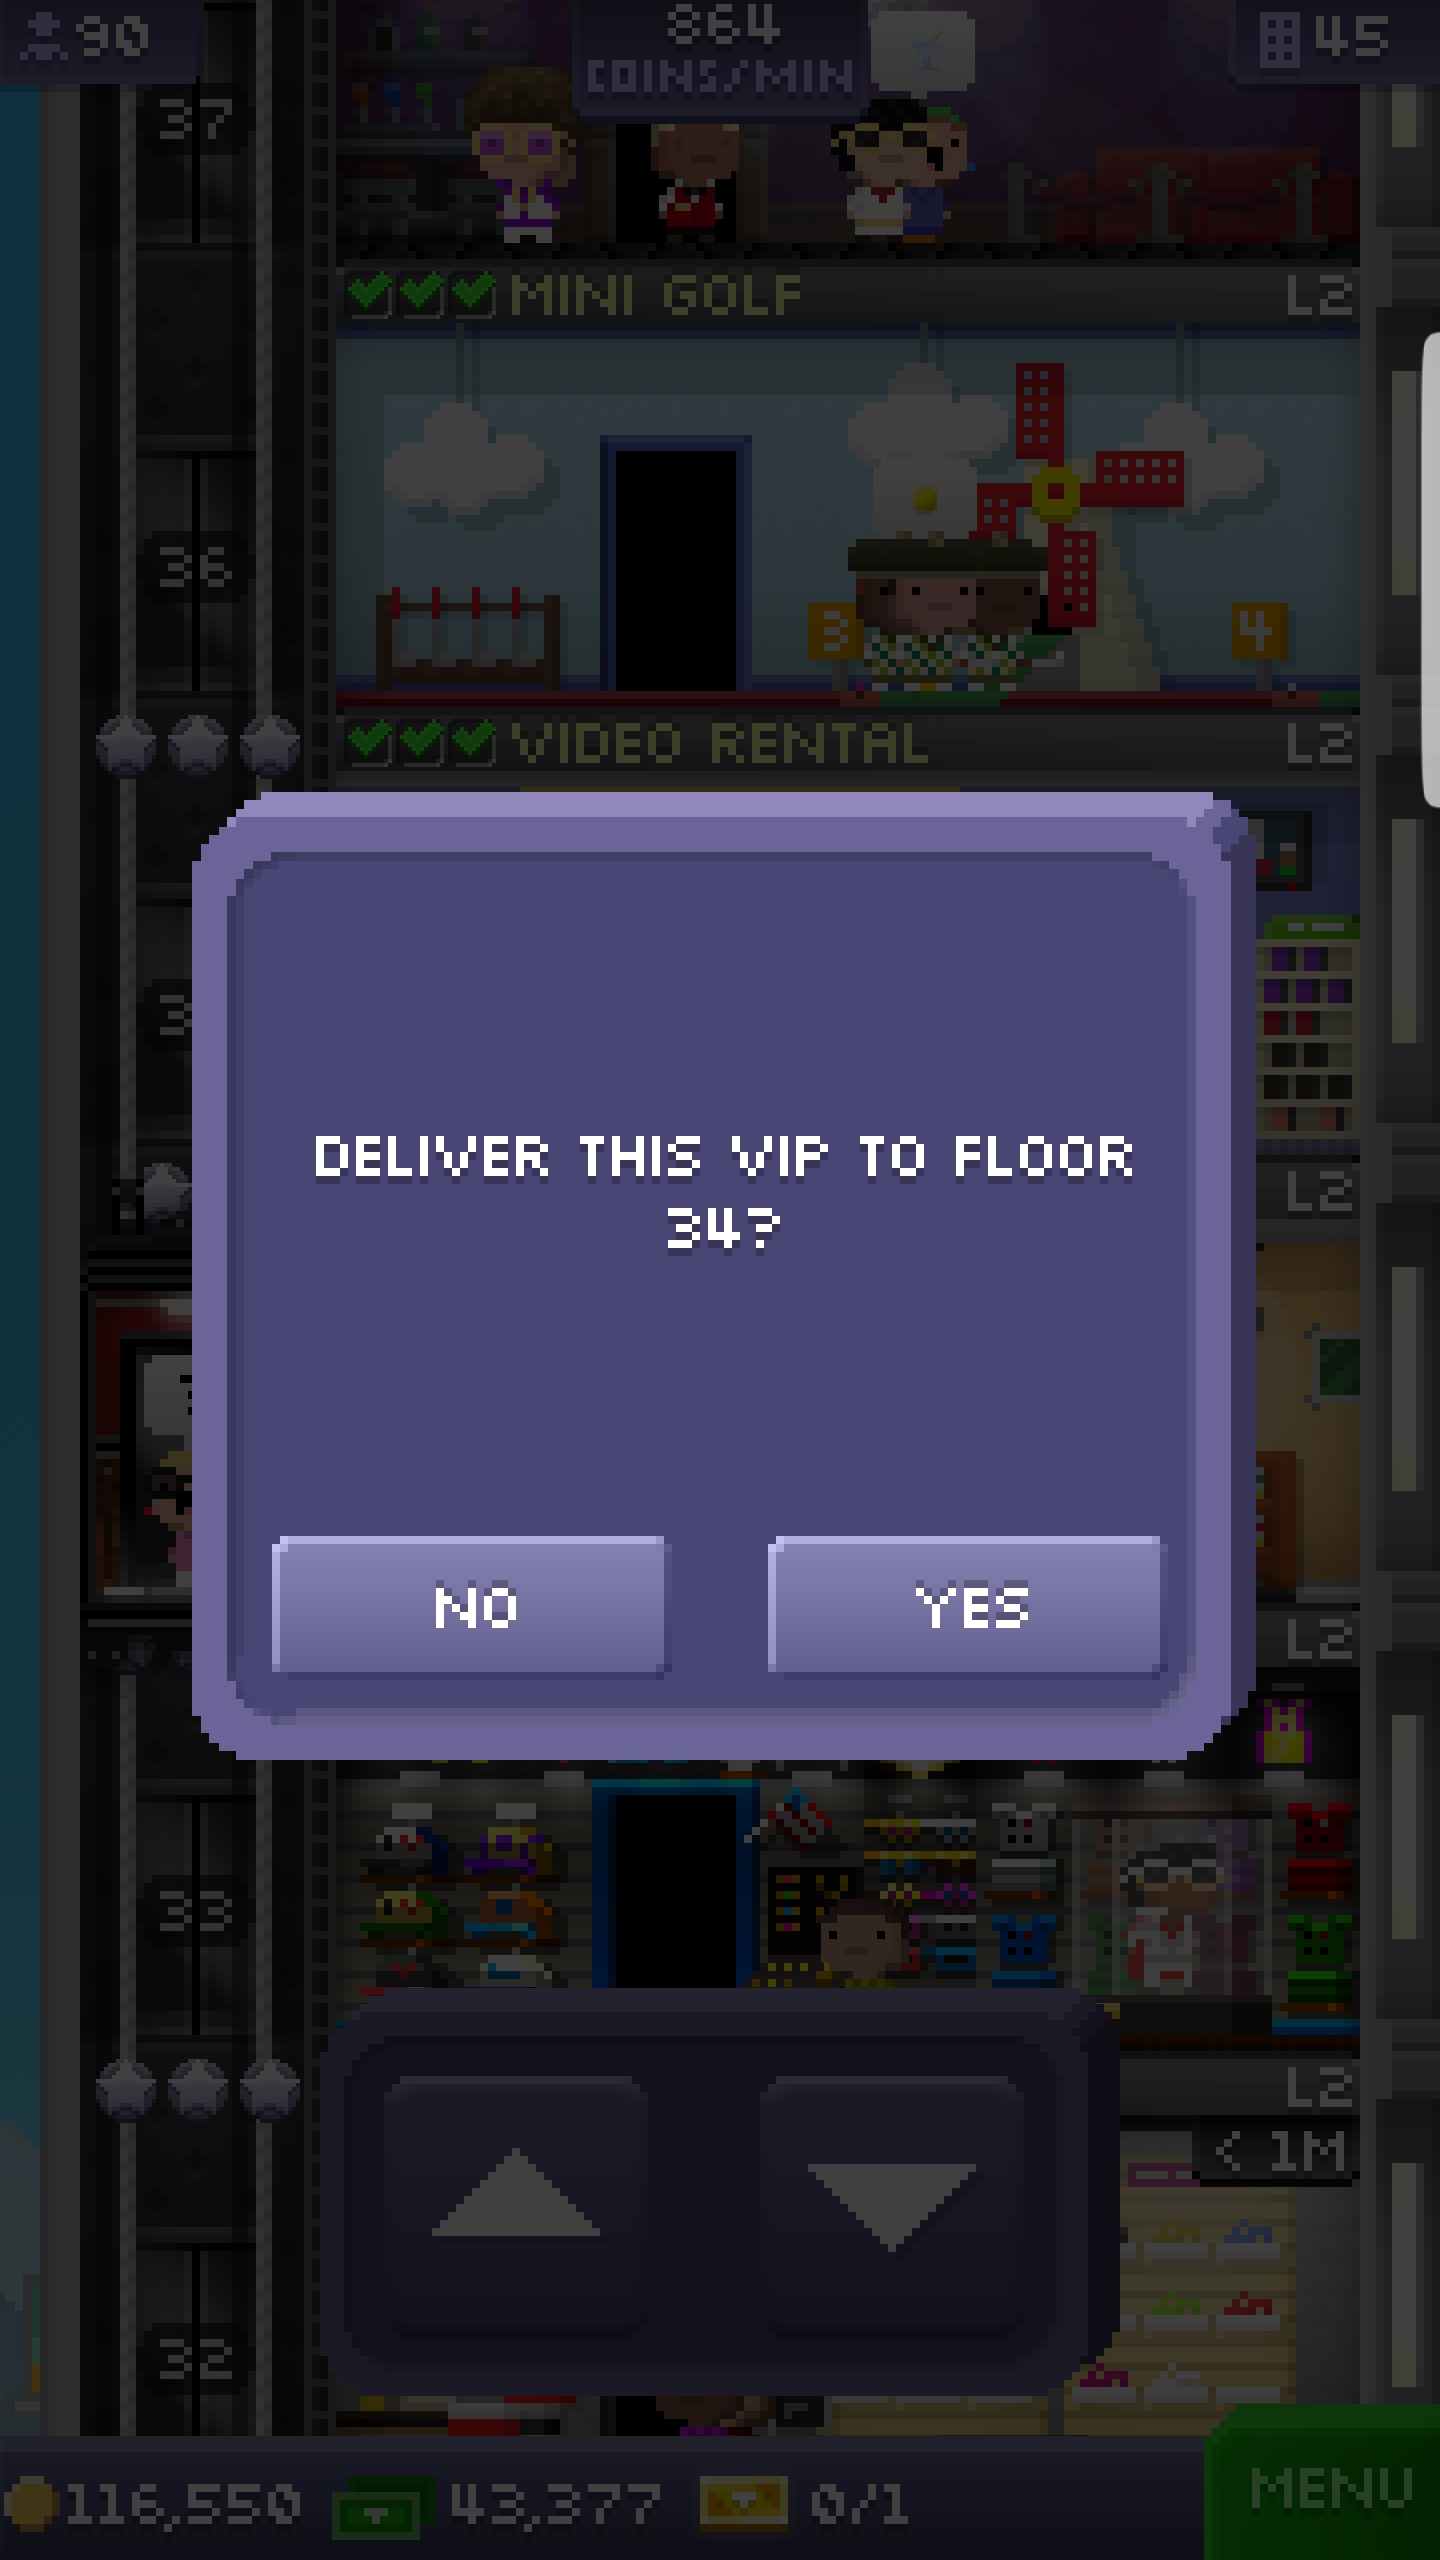 90
864
COINS/MIN
45
37
MINI GOLF L2
36
3
4
VIDEO RENTAL L2
L2
DELIVER THIS VIP TO FLOOR
34?
NO YES
L2
33
L2
< 1M
32
116,550 43,377 0/1 MENU